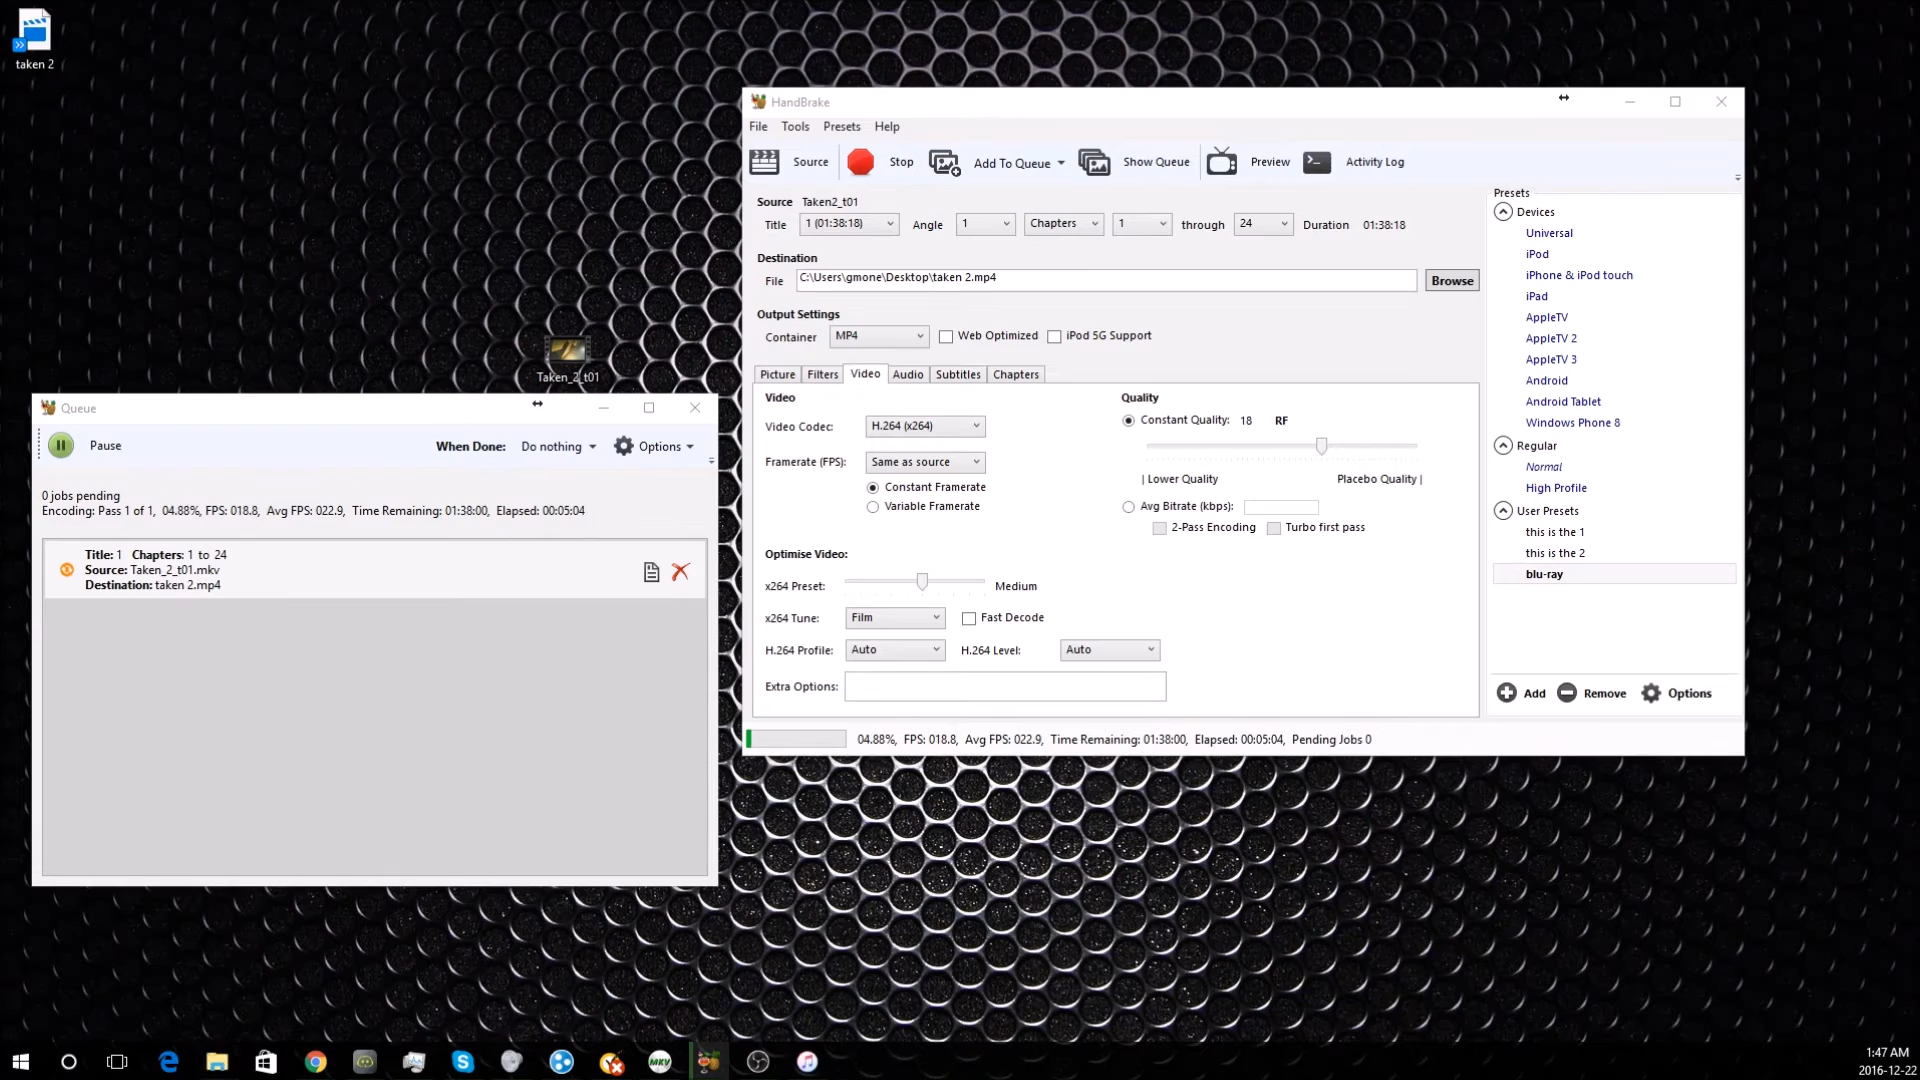 taken 2
Taken_2_t01
HandBrake
File Tools Presets Help
Source Stop Add To Queue Show Queue Preview Activity Log
Source Taken2_t01
Title 1 (01:38:18) Angle 1 Chapters 1 through 24 Duration 01:38:18
Destination
File C:\Users\gmone\Desktop\taken 2.mp4 Browse
Output Settings
Container MP4 Web Optimized iPod 5G Support
Picture Filters Video Audio Subtitles Chapters
Video
Video Codec: H.264 (x264)
Framerate (FPS): Same as source
Constant Framerate
Variable Framerate
Quality
Constant Quality: 18 RF
| Lower Quality Placebo Quality |
Avg Bitrate (kbps):
2-Pass Encoding Turbo first pass
Optimise Video:
x264 Preset: Medium
x264 Tune: Film Fast Decode
H.264 Profile: Auto H.264 Level: Auto
Extra Options:
04.88%, FPS: 018.8, Avg FPS: 022.9, Time Remaining: 01:38:00, Elapsed: 00:05:04, Pending Jobs 0
Presets
Devices
Universal
iPod
iPhone & iPod touch
iPad
AppleTV
AppleTV 2
AppleTV 3
Android
Android Tablet
Windows Phone 8
Regular
Normal
High Profile
User Presets
this is the 1
this is the 2
blu-ray
Add Remove Options
Queue
Pause When Done: Do nothing Options
0 jobs pending
Encoding: Pass 1 of 1, 04.88%, FPS: 018.8, Avg FPS: 022.9, Time Remaining: 01:38:00, Elapsed: 00:05:04
Title: 1 Chapters: 1 to 24
Source: Taken_2_t01.mkv
Destination: taken 2.mp4
MKV
1:47 AM
2016-12-22